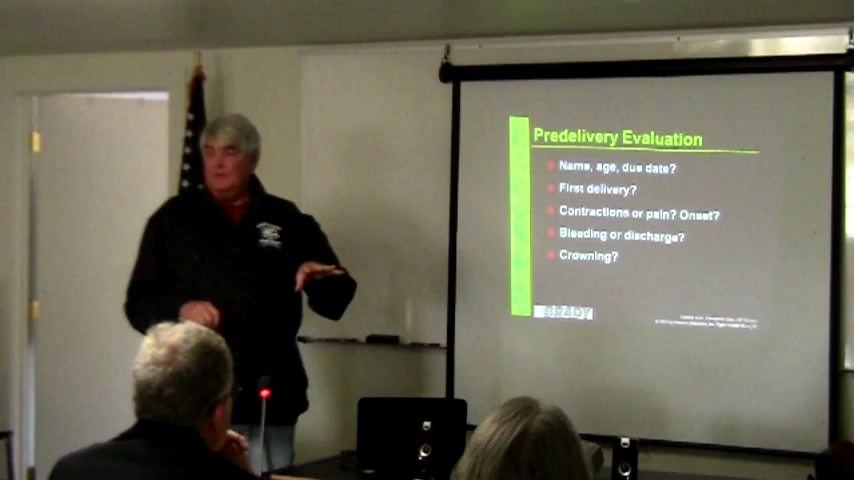 Predelivery Evaluation
Name, age, due date?
First delivery?
Contractions or pain? Onset?
Bleeding or discharge?
Crowning?
BRADY